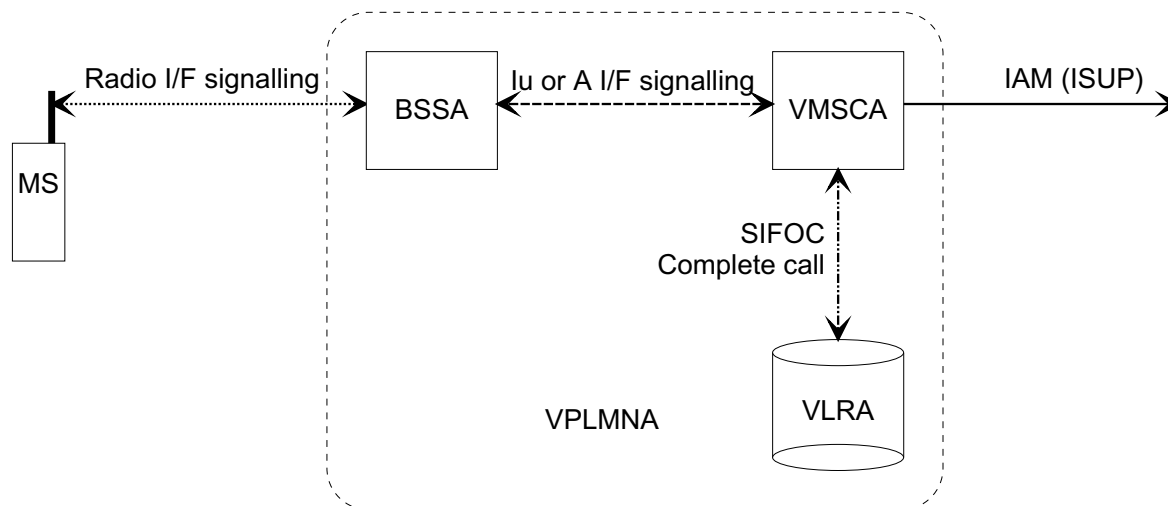 Radio I/F signalling
BSSA
Iu or A I/F signalling
VMSCA
IAM (ISUP)
MS
SIFOC
Complete call
VPLMNA
VLRA